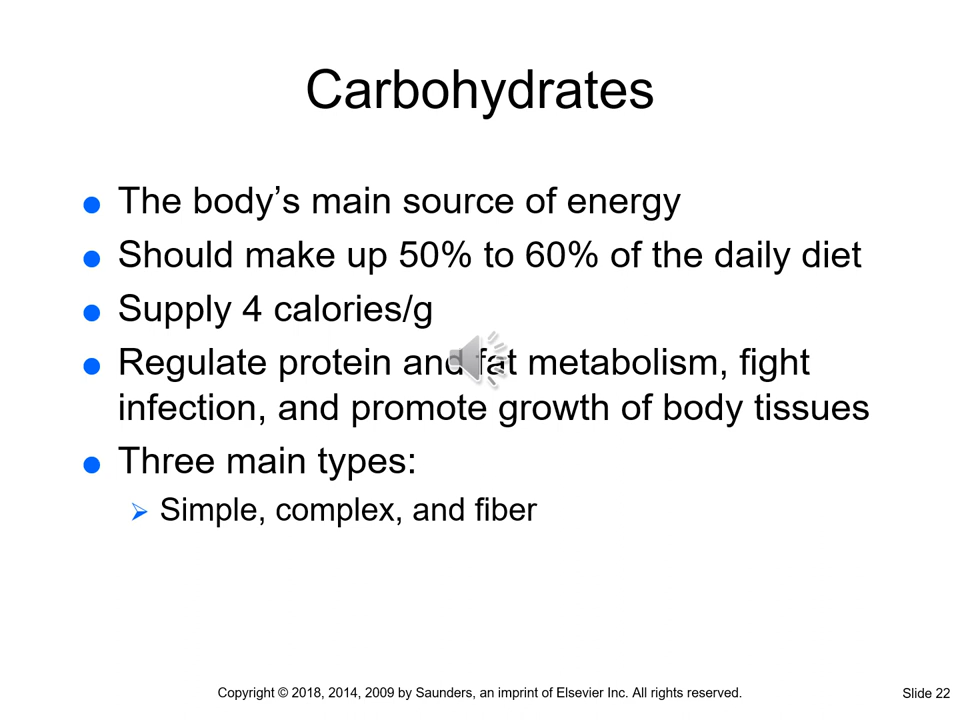 Carbohydrates
The body’s main source of energy
Should make up 50% to 60% of the daily diet
Supply 4 calories/g
Regulate protein and fat metabolism, fight
infection, and promote growth of body tissues
Three main types:
Simple, complex, and fiber
Copyright © 2018, 2014, 2009 by Saunders, an imprint of Elsevier Inc. All rights reserved.
Slide 22